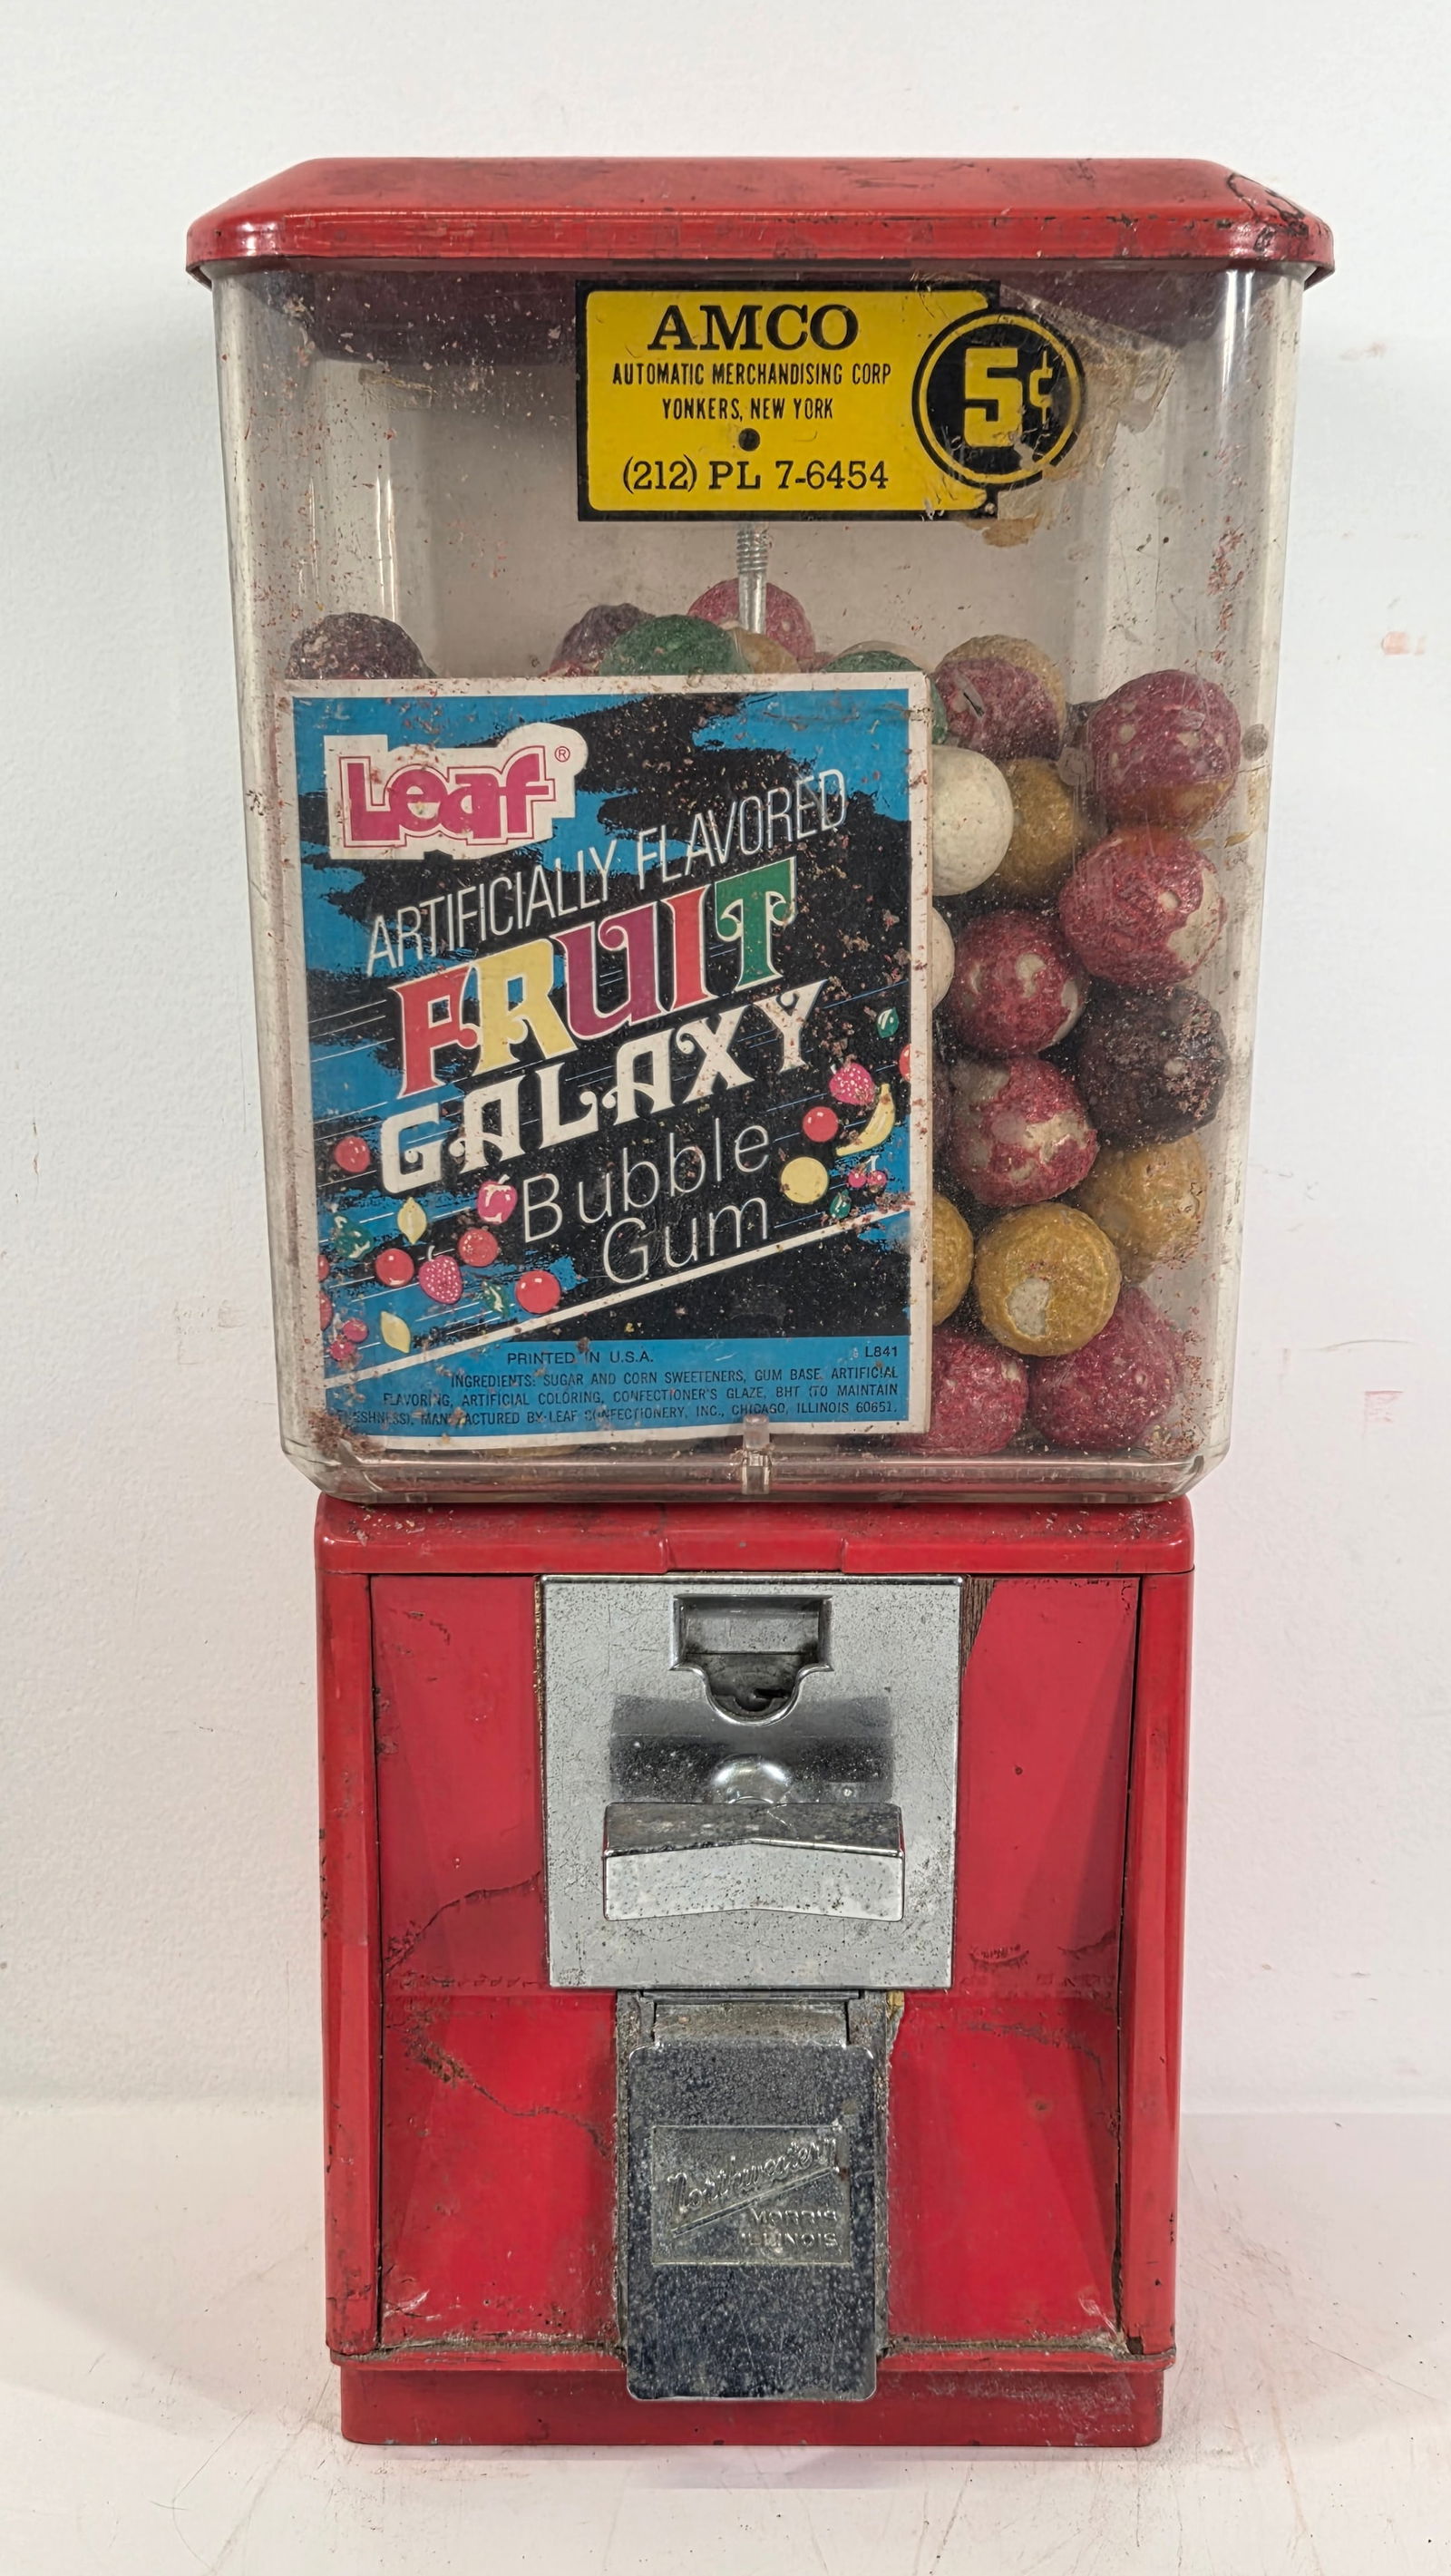 AMCO
AUTOMATIC MERCHANDISING CORP
YONKERS, NEW YORK
(212) PL 7-6454
5¢
Leaf®
ARTIFICIALLY FLAVORED
FRUIT
GALAXY
Bubble
Gum
PRINTED IN U.S.A. L841
INGREDIENTS: SUGAR AND CORN SWEETENERS, GUM BASE, ARTIFICIAL
FLAVORING, ARTIFICIAL COLORING, CONFECTIONER'S GLAZE, BHT (TO MAINTAIN
ESHNESS). MANUFACTURED BY LEAF CONFECTIONERY, INC., CHICAGO, ILLINOIS 60651.
Northwestern
MORRIS
ILLINOIS